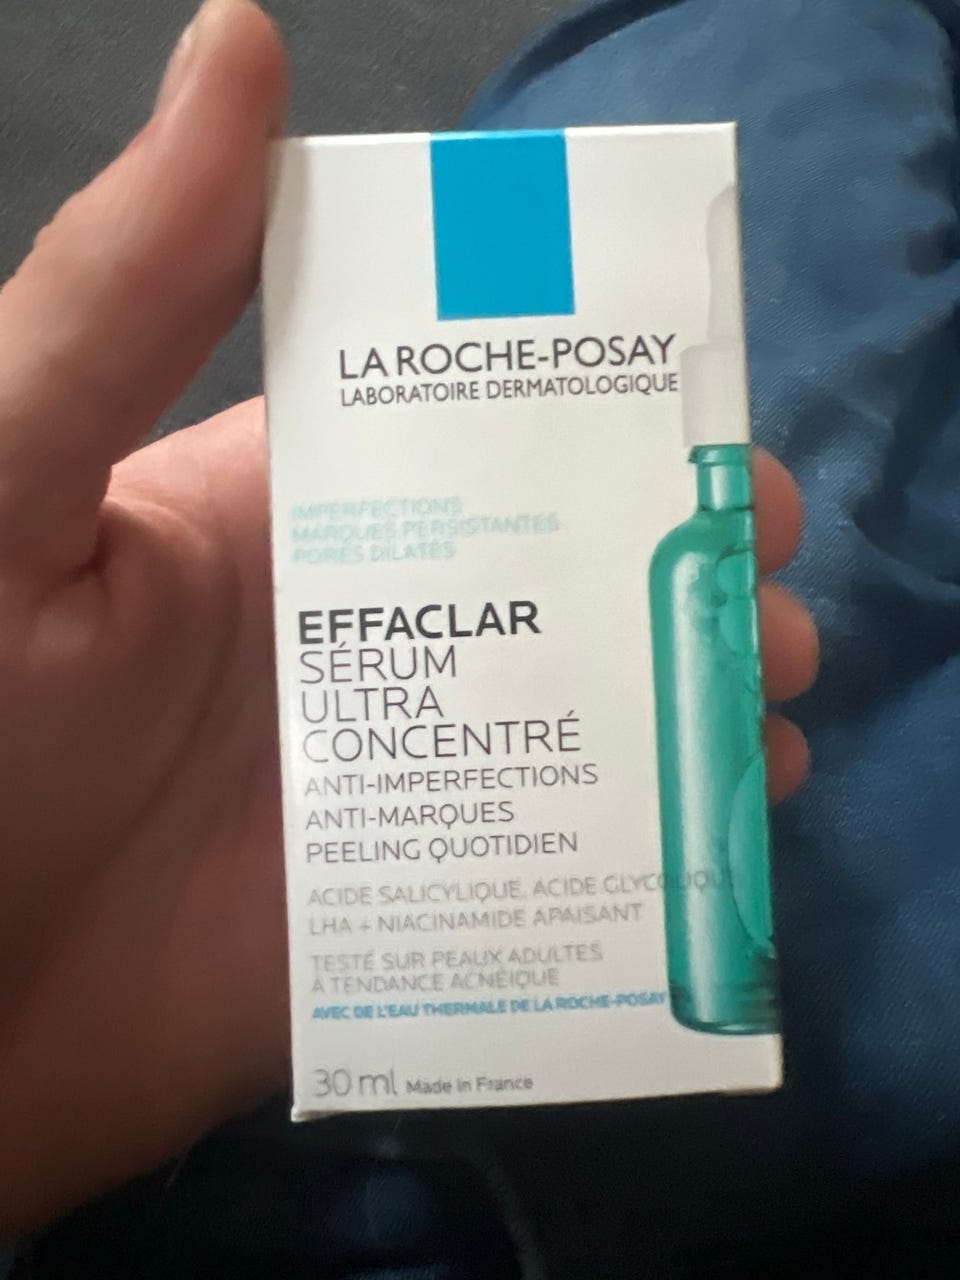 LA ROCHE-POSAY
LABORATOIRE DERMATOLOGIQUE
IMPERFECTIONS
MARQUES PERSISTANTES
PORES DILATÉS
EFFACLAR
SÉRUM
ULTRA
CONCENTRÉ
ANTI-IMPERFECTIONS
ANTI-MARQUES
PEELING QUOTIDIEN
ACIDE SALICYLIQUE, ACIDE GLYCOLIQUE
LHA + NIACINAMIDE APAISANT
TESTÉ SUR PEAUX ADULTES
À TENDANCE ACNÉIQUE
AVEC DE L'EAU THERMALE DE LA ROCHE-POSAY
30 ml Made in France